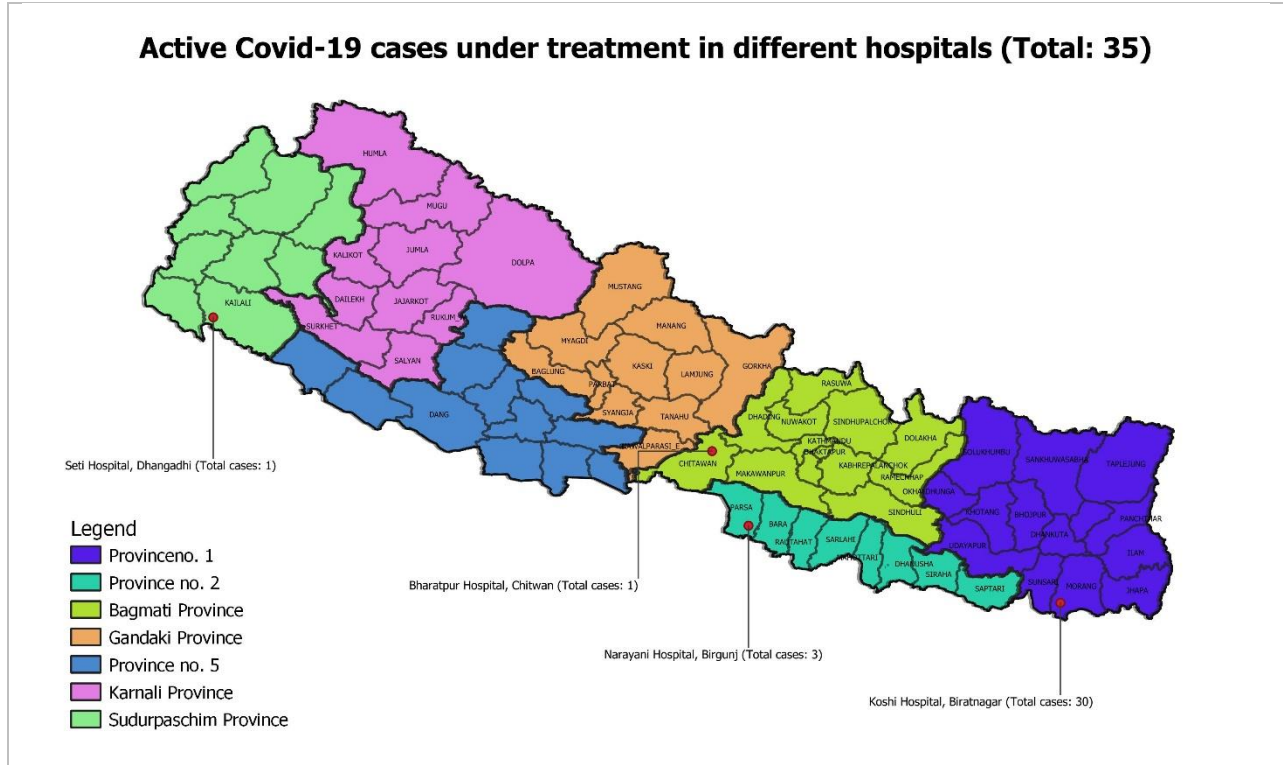 Active Covid-19 cases under treatment in different hospitals (Total: 35)
HUMLA
MUGU
KALIKOT
JUMLA
DOLPA
DAILEKH
JAJARKOT
RUKUM
SURKHET
SALYAN
KAILALI
DANG
MUSTANG
MANANG
MYAGDI
KASKI
LAMJUNG
GORKHA
BAGLUNG
PARBAT
SYANGJA
TANAHU
RASUWA
DHADING
NUWAKOT
SINDHUPALCHOK
DOLAKHA
KATHMANDU
BHAKTAPUR
KABHREPALANCHOK
RAMECHHAP
CHITAWAN
MAKAWANPUR
SINDHULI
SOLUKHUMBU
SANKHUWASABHA
TAPLEJUNG
OKHALDHUNGA
KHOTANG
BHOJPUR
PANCHTHAR
DHANKUTA
UDAYAPUR
ILAM
SUNSARI
MORANG
JHAPA
PARSA
BARA
RAUTAHAT
SARLAHI
DHANUSHA
SIRAHA
SAPTARI
Seti Hospital, Dhangadhi (Total cases: 1)
Bharatpur Hospital, Chitwan (Total cases: 1)
Narayani Hospital, Birgunj (Total cases: 3)
Koshi Hospital, Biratnagar (Total cases: 30)
Legend
Provinceno. 1
Province no. 2
Bagmati Province
Gandaki Province
Province no. 5
Karnali Province
Sudurpaschim Province